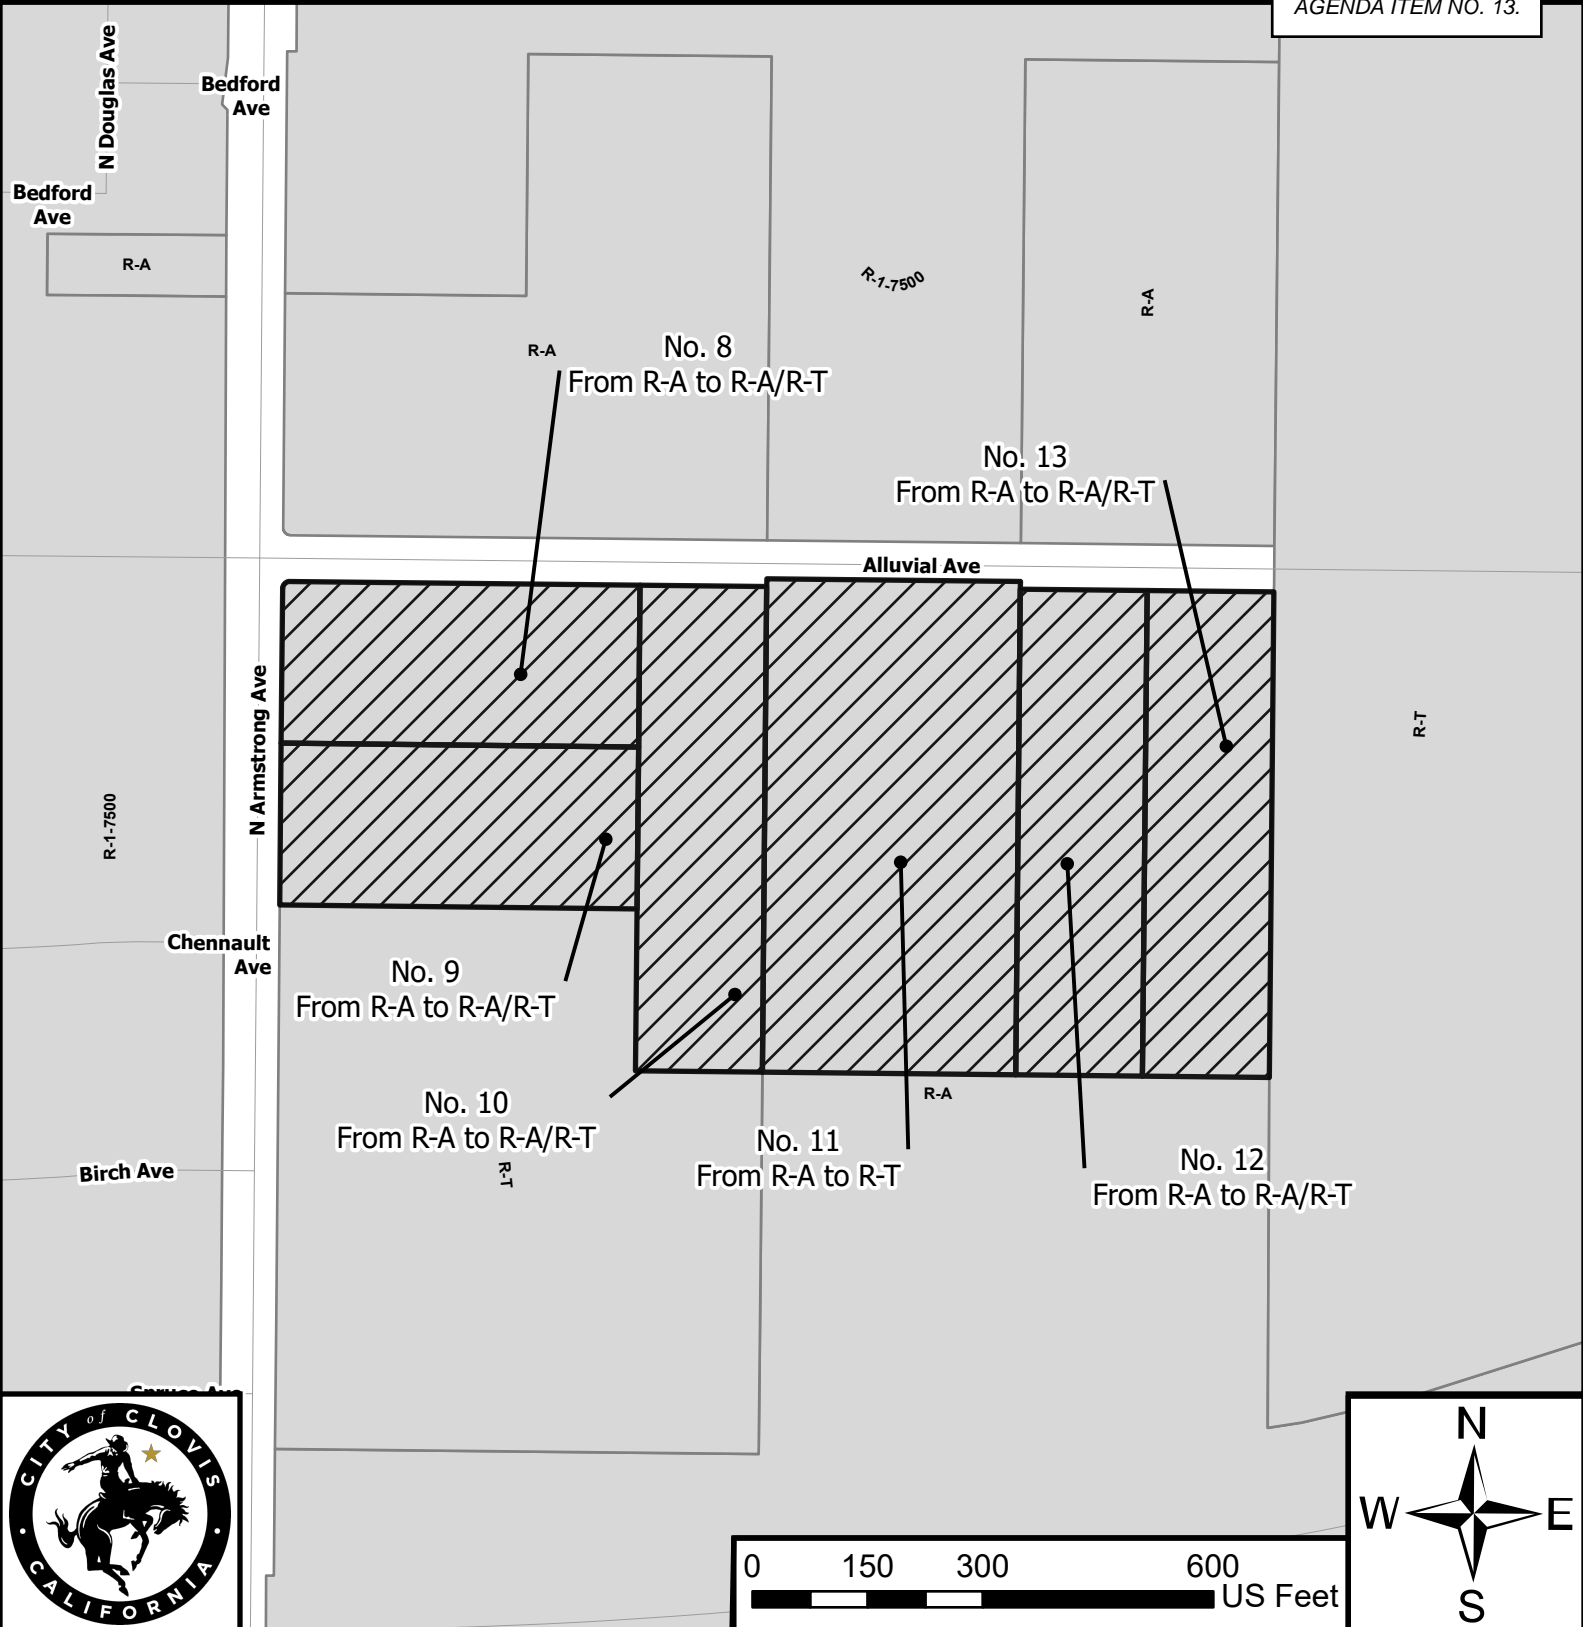 AGENDA ITEM NO. 13.
N Douglas Ave
Bedford
Ave
Bedford
Ave
R-A
R-1-7500
R-A
R-A
No. 8
From R-A to R-A/R-T
No. 13
From R-A to R-A/R-T
Alluvial Ave
N Armstrong Ave
R-T
R-1-7500
Chennault
Ave
No. 9
From R-A to R-A/R-T
R-A
No. 10
From R-A to R-A/R-T
No. 11
From R-A to R-T
No. 12
From R-A to R-A/R-T
Birch Ave
R-T
Spruce Ave
CITY of CLOVIS
CALIFORNIA
N
W
E
S
0 150 300 600
US Feet